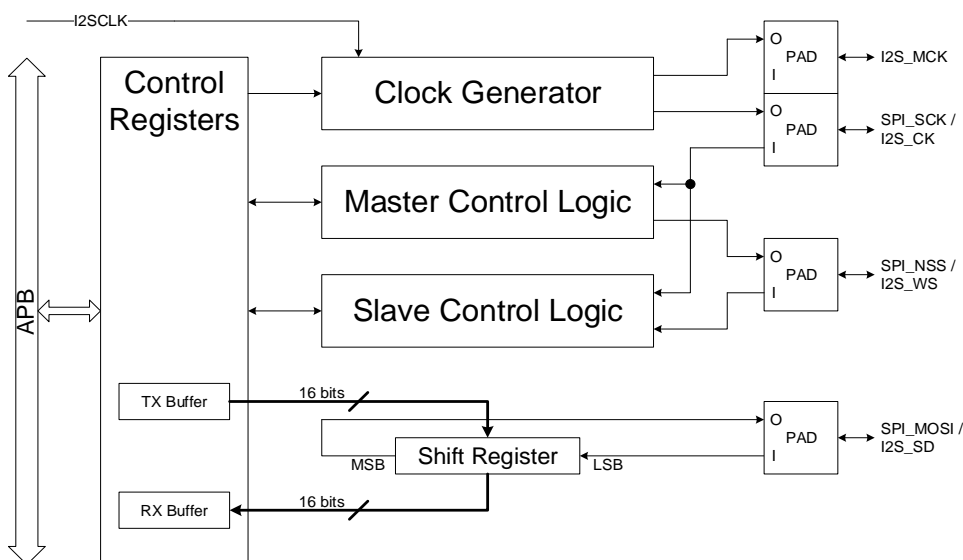 I2SCLK
Control
Registers
Clock Generator
O
PAD
I
I2S_MCK
O
PAD
I
SPI_SCK /
I2S_CK
Master Control Logic
O
PAD
I
SPI_NSS /
I2S_WS
Slave Control Logic
APB
TX Buffer
16 bits
O
PAD
I
SPI_MOSI /
I2S_SD
MSB
Shift Register
LSB
RX Buffer
16 bits